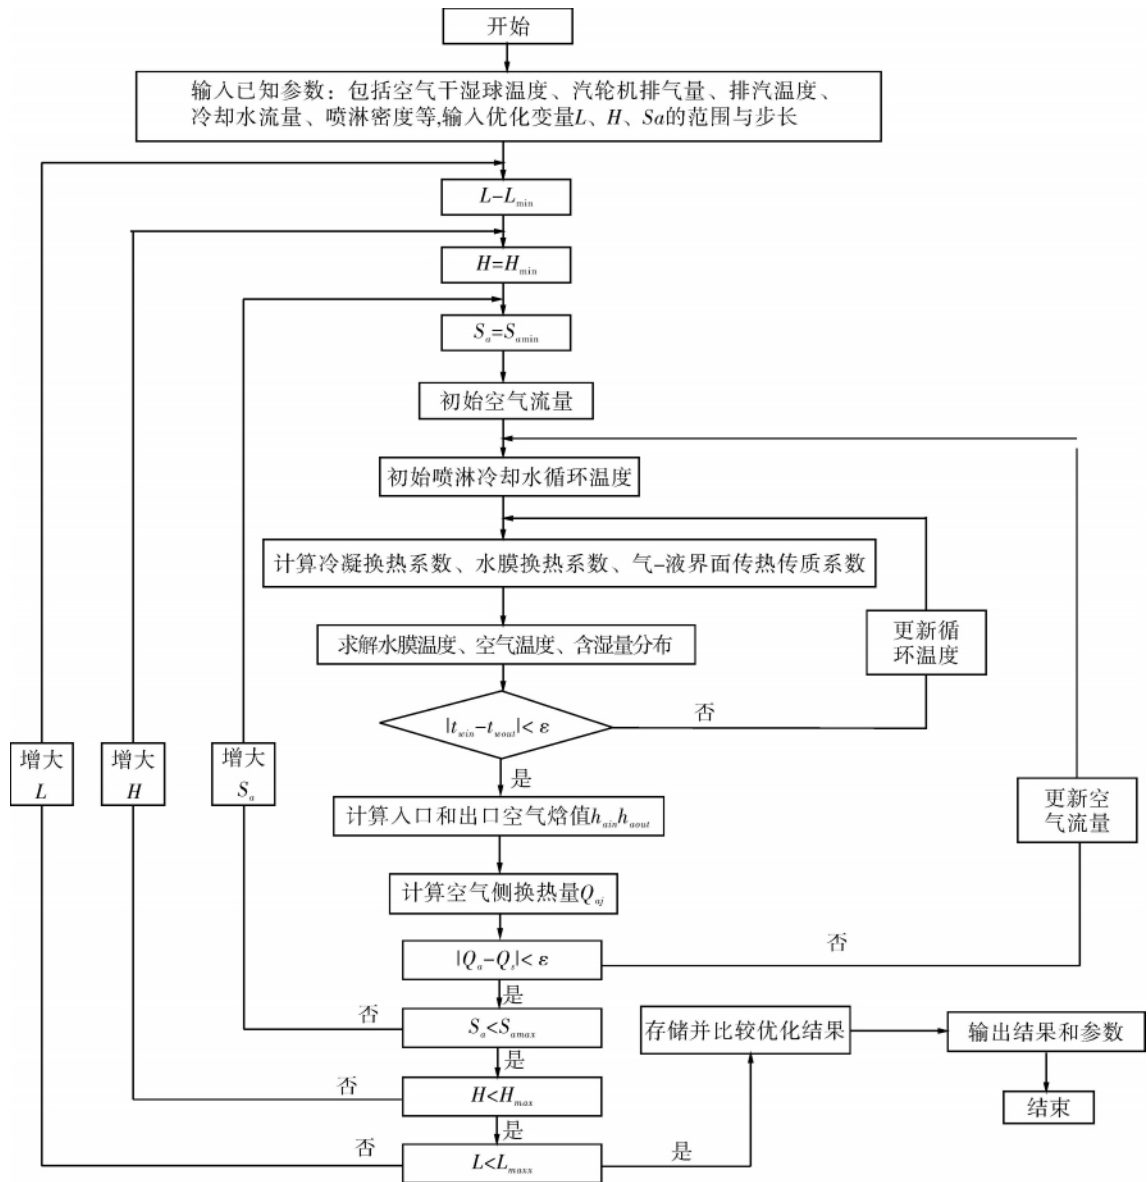 开始
输入已知参数：包括空气干湿球温度、汽轮机排气量、排汽温度、
冷却水流量、喷淋密度等,输入优化变量L、H、Sa的范围与步长
L-Lmin
H=Hmin
Sa=Samin
初始空气流量
初始喷淋冷却水循环温度
计算冷凝换热系数、水膜换热系数、气-液界面传热传质系数
求解水膜温度、空气温度、含湿量分布
更新循
环温度
|twin-twout|< ε
否
是
增大
L
增大
H
增大
Sa
计算入口和出口空气焓值hainhaout
更新空
气流量
计算空气侧换热量Qaj
|Qa-Qs|< ε
否
是
Sa<Samax
否
是
存储并比较优化结果
输出结果和参数
H<Hmax
否
是
结束
L<Lmaxx
否
是